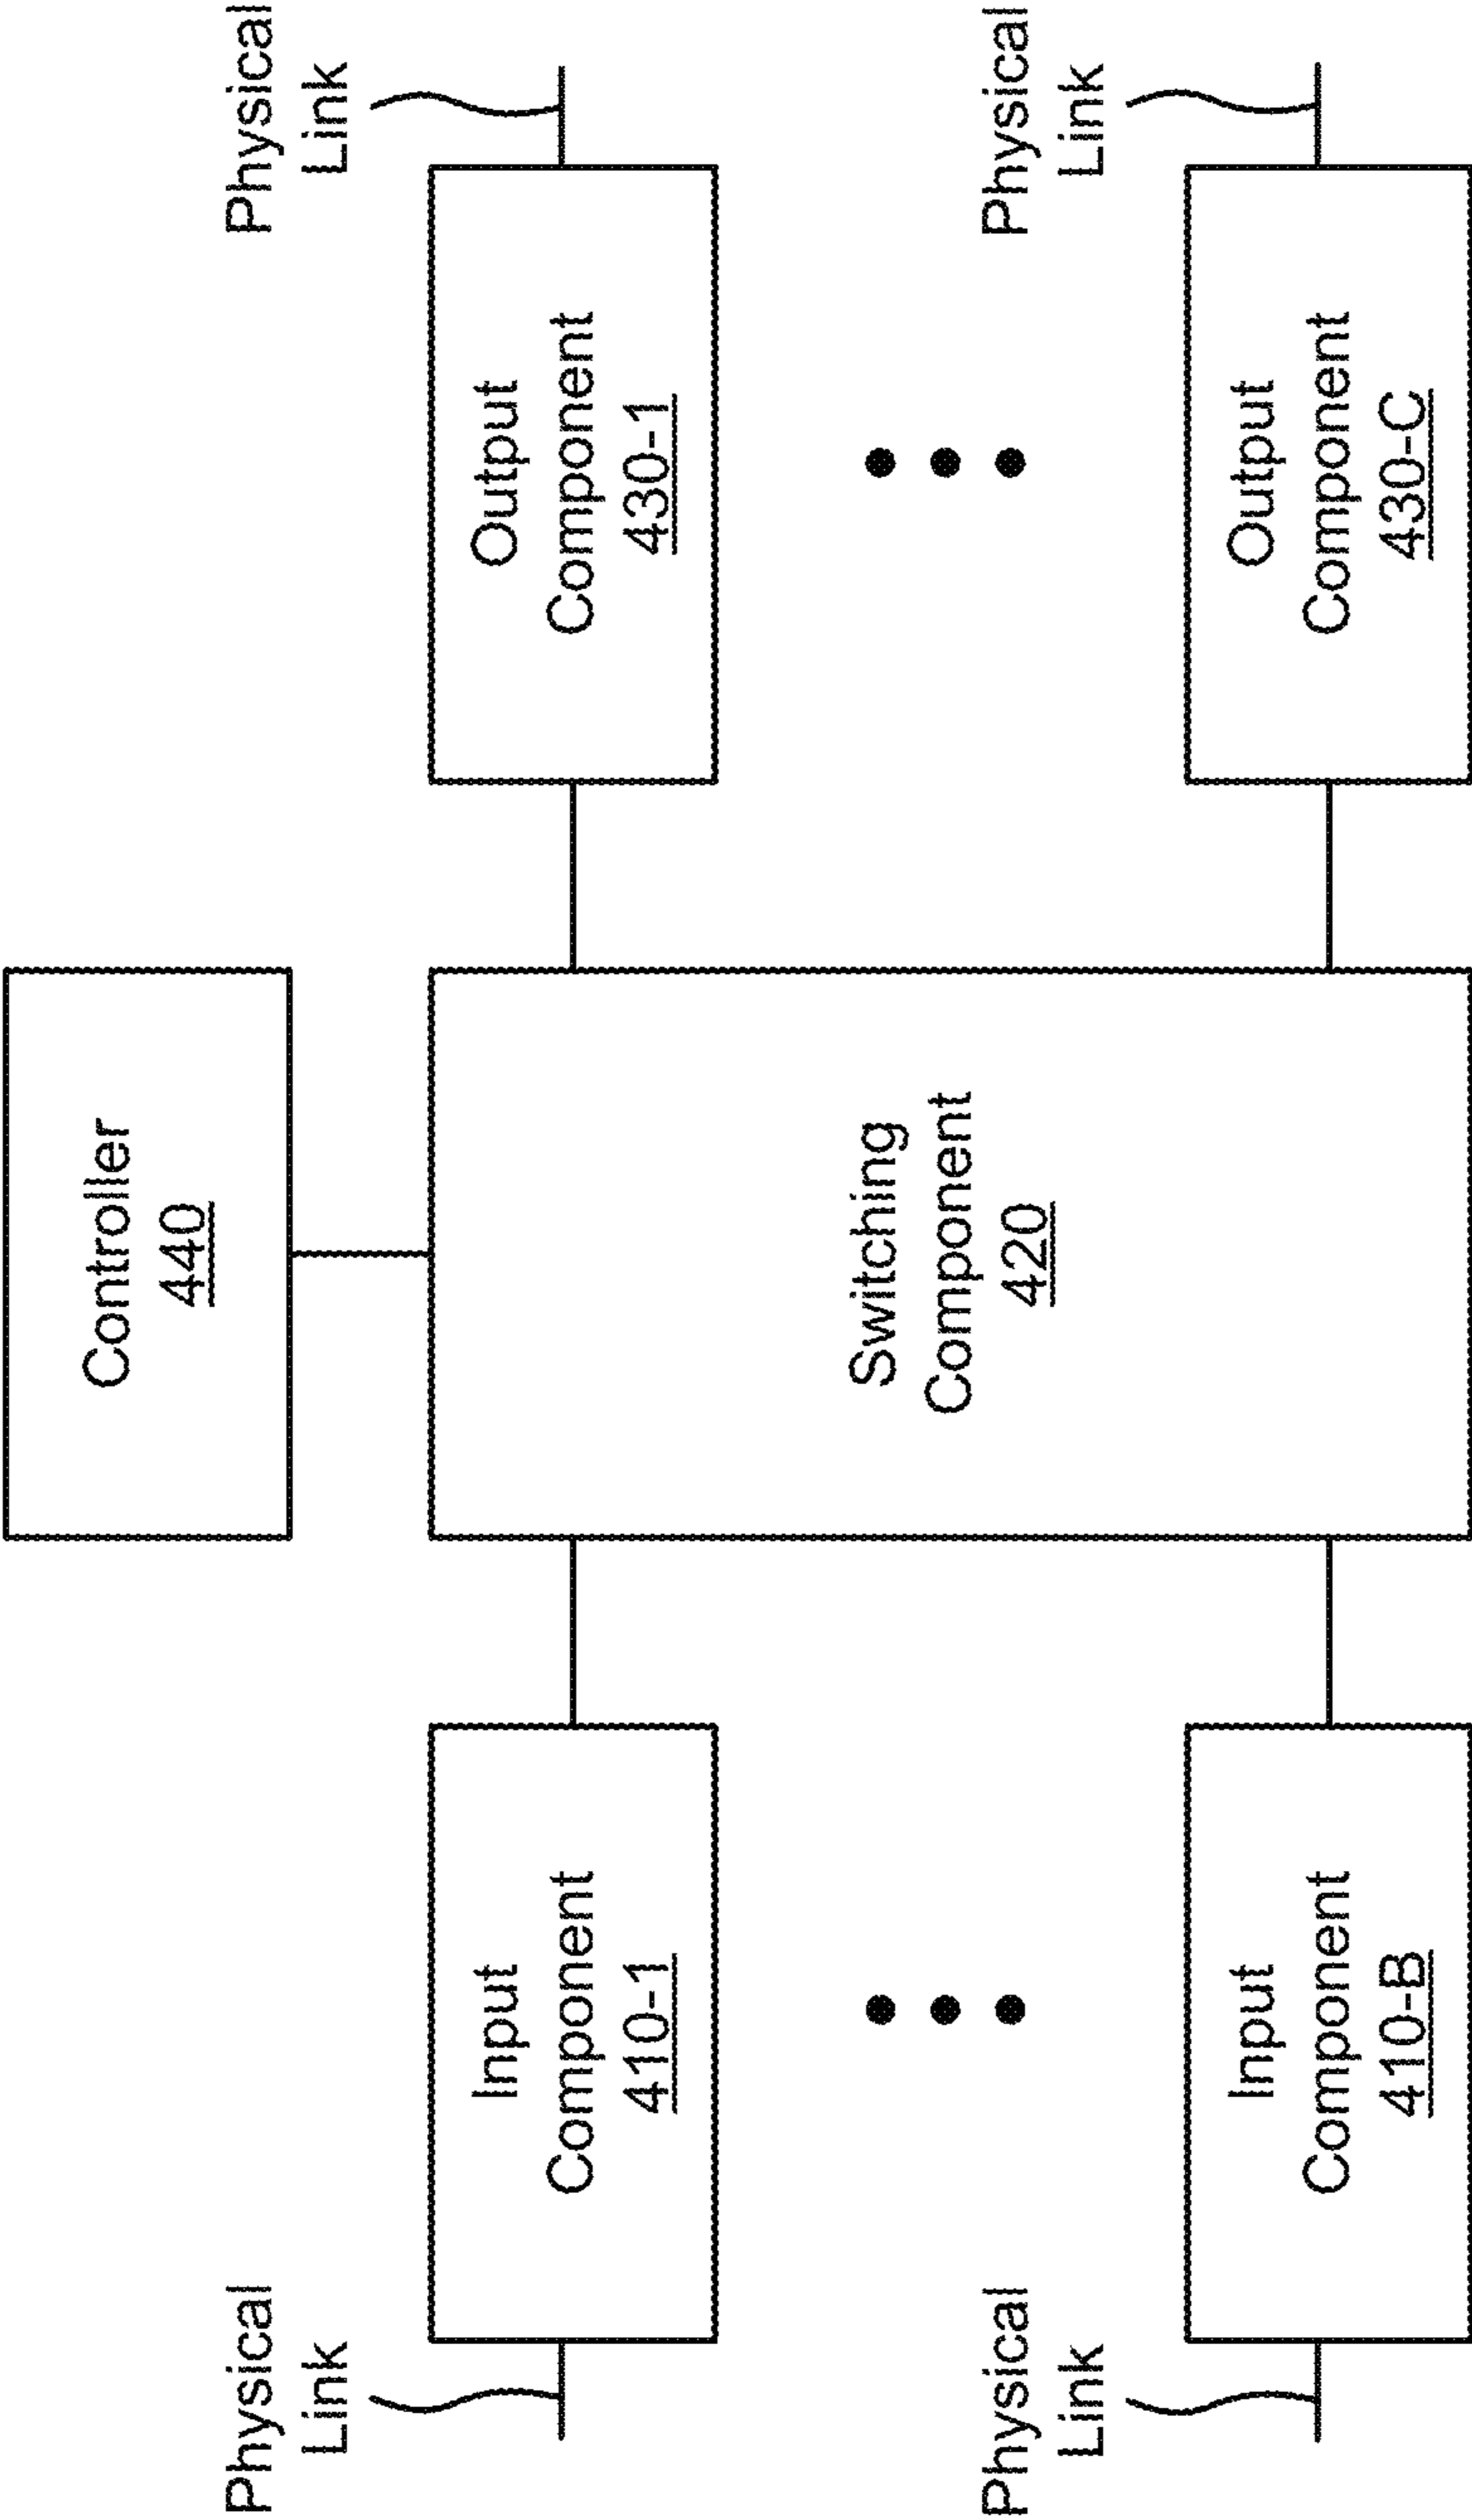 Controller
440
Physical
Link
Physical
Link
Input
Component
410-1
Switching
Component
420
Output
Component
430-1
Physical
Link
Physical
Link
Input
Component
410-B
Output
Component
430-C